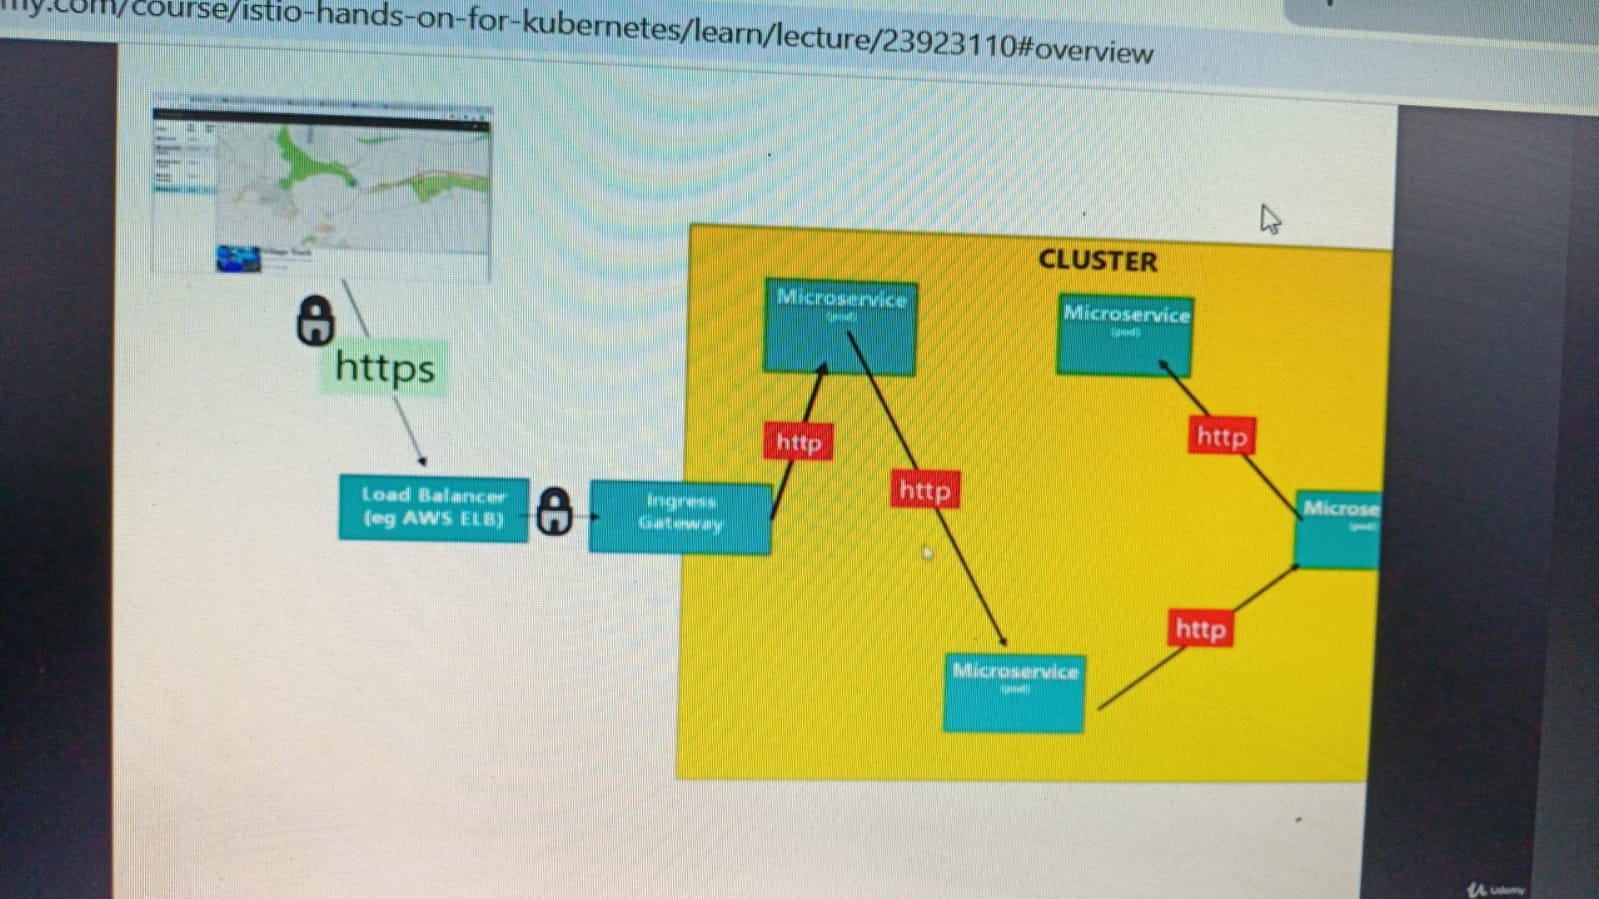 my.com/course/istio-hands-on-for-kubernetes/learn/lecture/23923110#overview
https
Load Balancer
(eg AWS ELB)
Ingress
Gateway
CLUSTER
Microservice
(pod)
Microservice
(pod)
http
http
http
Microse
(pod)
http
Microservice
(pod)
Udemy